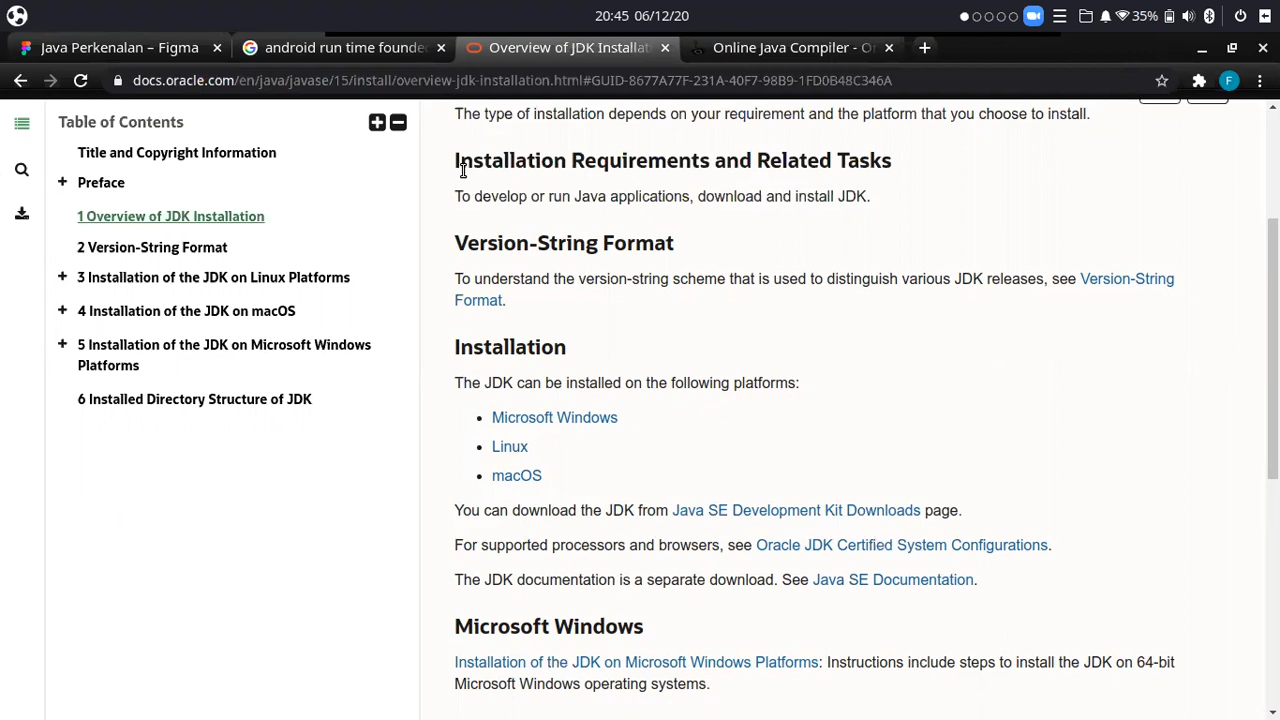 20:45 06/12/20
35%
Java Perkenalan – Figma
android run time founde
Overview of JDK Installat
Online Java Compiler - O
docs.oracle.com/en/java/javase/15/install/overview-jdk-installation.html#GUID-8677A77F-231A-40F7-98B9-1FD0B48C346A
F
Table of Contents
Title and Copyright Information
Preface
1 Overview of JDK Installation
2 Version-String Format
3 Installation of the JDK on Linux Platforms
4 Installation of the JDK on macOS
5 Installation of the JDK on Microsoft Windows
Platforms
6 Installed Directory Structure of JDK
The type of installation depends on your requirement and the platform that you choose to install.
Installation Requirements and Related Tasks
To develop or run Java applications, download and install JDK.
Version-String Format
To understand the version-string scheme that is used to distinguish various JDK releases, see Version-String
Format.
Installation
The JDK can be installed on the following platforms:
• Microsoft Windows
• Linux
• macOS
You can download the JDK from Java SE Development Kit Downloads page.
For supported processors and browsers, see Oracle JDK Certified System Configurations.
The JDK documentation is a separate download. See Java SE Documentation.
Microsoft Windows
Installation of the JDK on Microsoft Windows Platforms: Instructions include steps to install the JDK on 64-bit
Microsoft Windows operating systems.